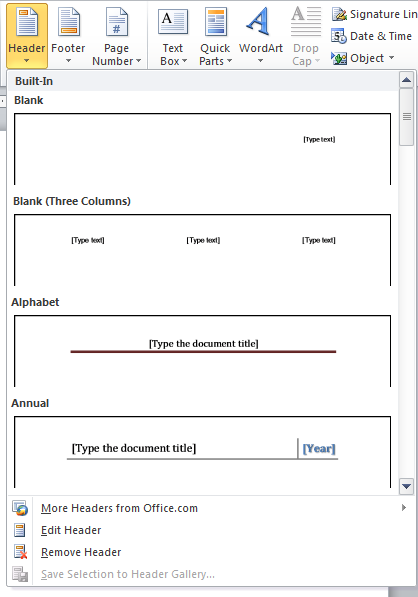 Header Footer Page Number Text Box Quick Parts WordArt Drop Cap
Signature Lin
Date & Time
Object
Built-In
Blank
[Type text]
Blank (Three Columns)
[Type text] [Type text] [Type text]
Alphabet
[Type the document title]
Annual
[Type the document title] [Year]
More Headers from Office.com
Edit Header
Remove Header
Save Selection to Header Gallery...